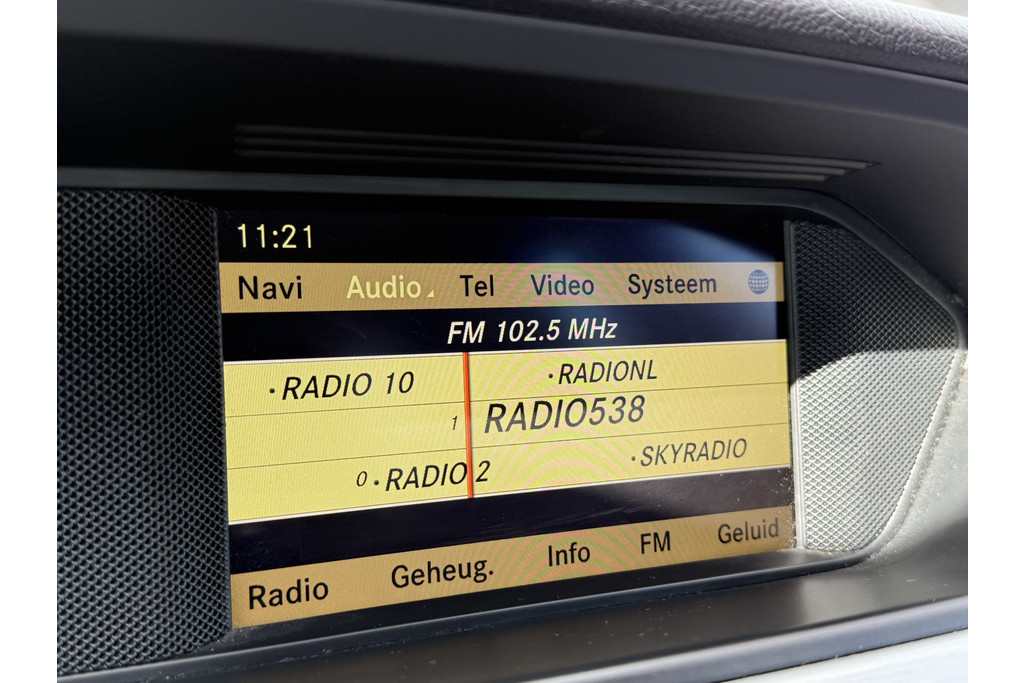 11:21
Navi Audio Tel Video Systeem
FM 102.5 MHz
·RADIO 10 ·RADIONL
1 RADIO538
0·RADIO 2 ·SKYRADIO
Radio Geheug. Info FM Geluid